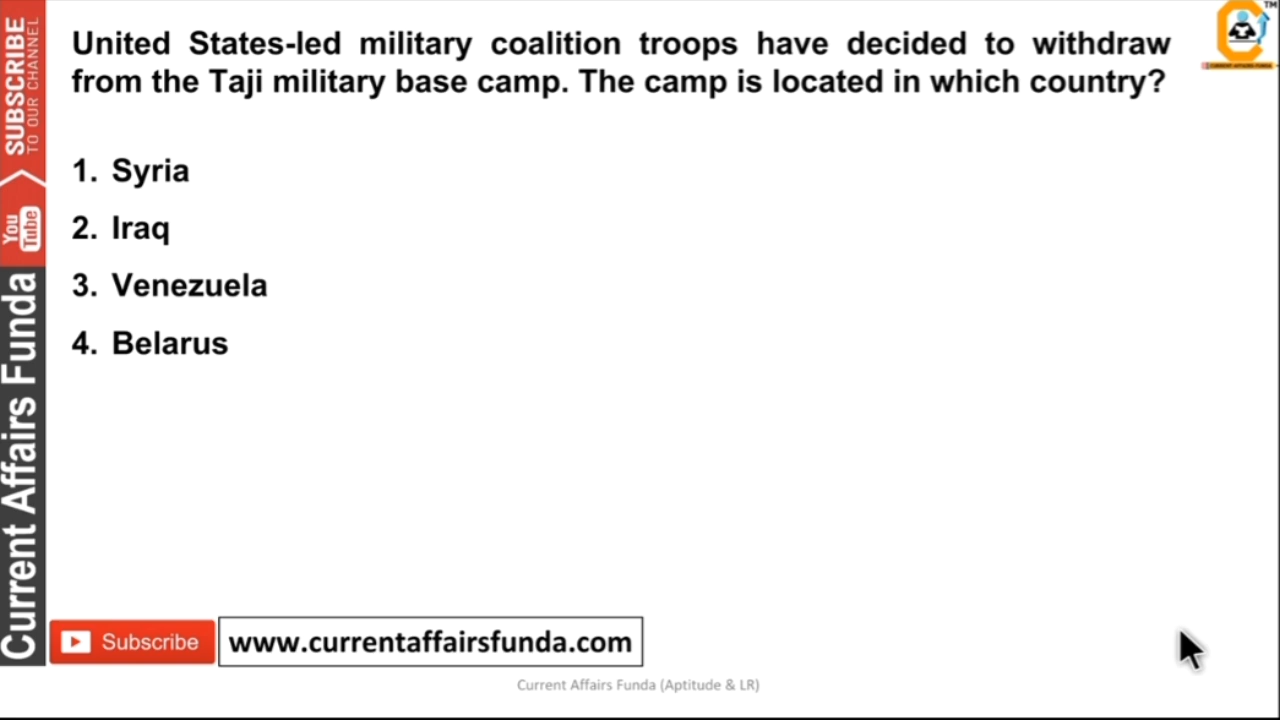 United States-led military coalition troops have decided to withdraw
from the Taji military base camp. The camp is located in which country?
1. Syria
2. Iraq
3. Venezuela
4. Belarus
SUBSCRIBE
TO OUR CHANNEL
You
Tube
Current Affairs Funda
TM
Subscribe
www.currentaffairsfunda.com
Current Affairs Funda (Aptitude & LR)